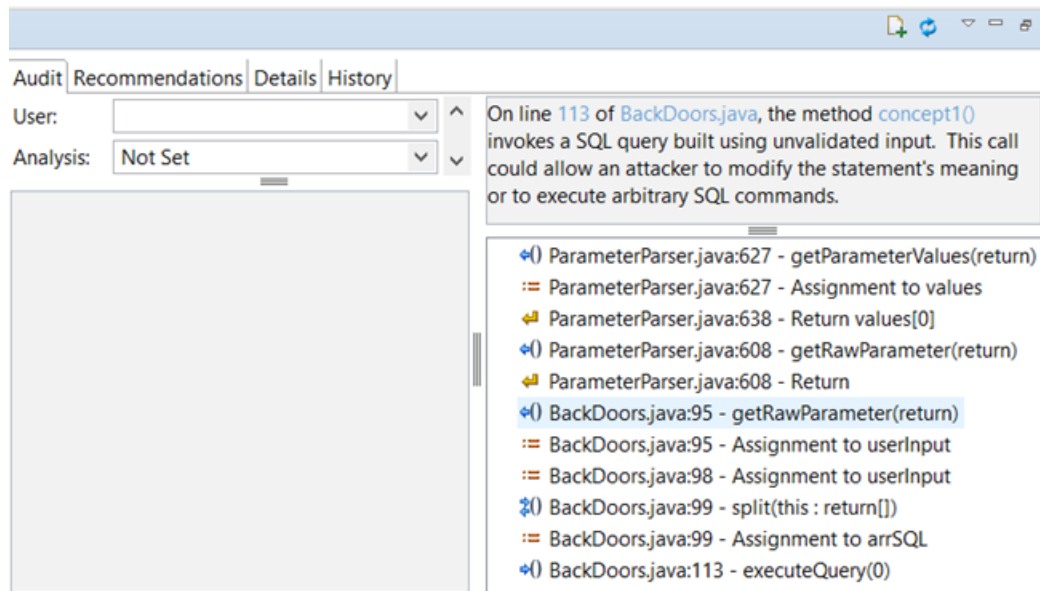 Audit Recommendations Details History
User:
Analysis: Not Set
On line 113 of BackDoors.java, the method concept1()
invokes a SQL query built using unvalidated input. This call
could allow an attacker to modify the statement's meaning
or to execute arbitrary SQL commands.
ParameterParser.java:627 - getParameterValues(return)
ParameterParser.java:627 - Assignment to values
ParameterParser.java:638 - Return values[0]
ParameterParser.java:608 - getRawParameter(return)
ParameterParser.java:608 - Return
BackDoors.java:95 - getRawParameter(return)
BackDoors.java:95 - Assignment to userInput
BackDoors.java:98 - Assignment to userInput
BackDoors.java:99 - split(this : return[])
BackDoors.java:99 - Assignment to arrSQL
BackDoors.java:113 - executeQuery(0)